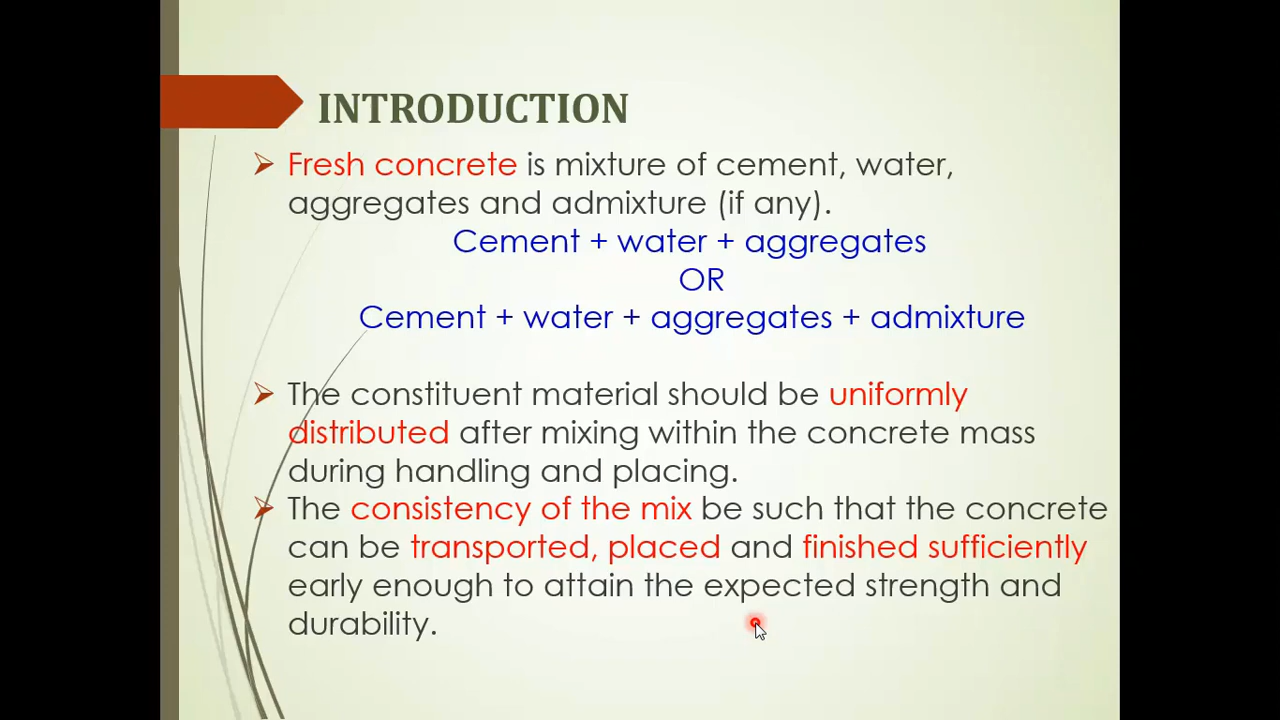 INTRODUCTION
Fresh concrete is mixture of cement, water,
aggregates and admixture (if any).
Cement + water + aggregates
OR
Cement + water + aggregates + admixture
The constituent material should be uniformly
distributed after mixing within the concrete mass
during handling and placing.
The consistency of the mix be such that the concrete
can be transported, placed and finished sufficiently
early enough to attain the expected strength and
durability.